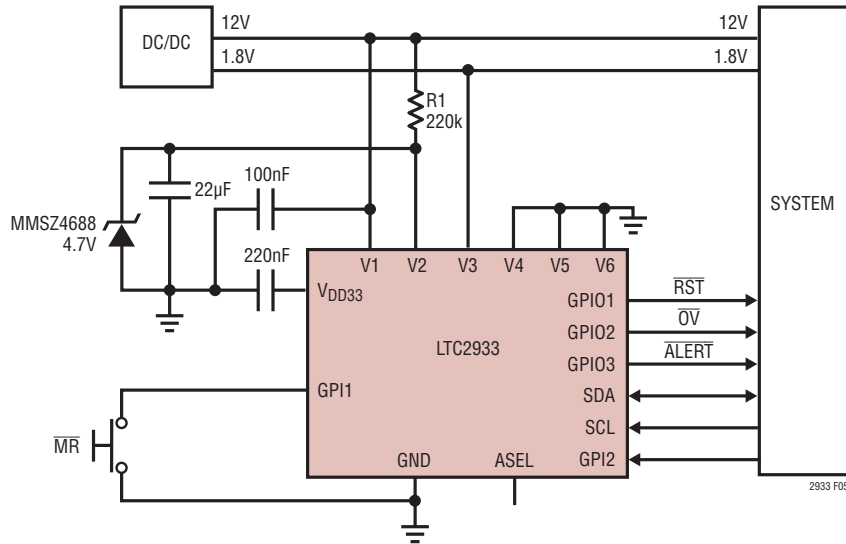 12V
12V
DC/DC
1.8V
1.8V
R1
220k
100nF
22µF
MMSZ4688
4.7V
SYSTEM
220nF
V1
V2
V3
V4
V5
V6
VDD33
GPIO1
RST
GPIO2
OV
LTC2933
GPIO3
ALERT
GPI1
SDA
SCL
MR
GND
ASEL
GPI2
2933 F05